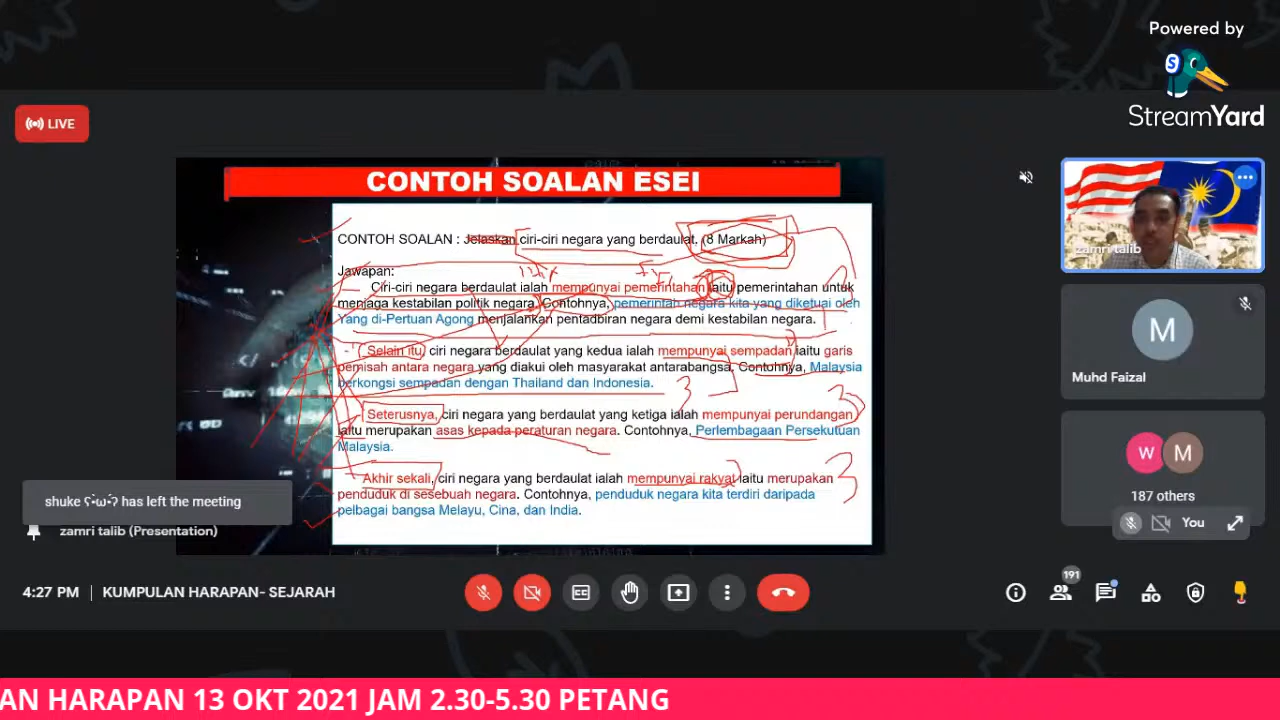 Powered by
StreamYard
LIVE
CONTOH SOALAN ESEI
CONTOH SOALAN : Jelaskan ciri-ciri negara yang berdaulat. (8 Markah)
Jawapan:
Ciri-ciri negara berdaulat ialah mempunyai pemerintahan iaitu pemerintahan untuk
menjaga kestabilan politik negara. Contohnya, pemerintah negara kita yang diketuai oleh
Yang di-Pertuan Agong menjalankan pentadbiran negara demi kestabilan negara.
Selain itu, ciri negara berdaulat yang kedua ialah mempunyai sempadan iaitu garis
pemisah antara negara yang diakui oleh masyarakat antarabangsa. Contohnya, Malaysia
berkongsi sempadan dengan Thailand dan Indonesia.
3
Seterusnya, ciri negara yang berdaulat yang ketiga ialah mempunyai perundangan
iaitu merupakan asas kepada peraturan negara. Contohnya, Perlembagaan Persekutuan
Malaysia.
3
Akhir sekali, ciri negara yang berdaulat ialah mempunyai rakyat iaitu merupakan
penduduk di sesebuah negara. Contohnya, penduduk negara kita terdiri daripada
pelbagai bangsa Melayu, Cina, dan India.
3
zamri talib
M
Muhd Faizal
W M
187 others
You
shuke ʕ•̀ω•́ʔ has left the meeting
zamri talib (Presentation)
4:27 PM | KUMPULAN HARAPAN- SEJARAH
191
AN HARAPAN 13 OKT 2021 JAM 2.30-5.30 PETANG